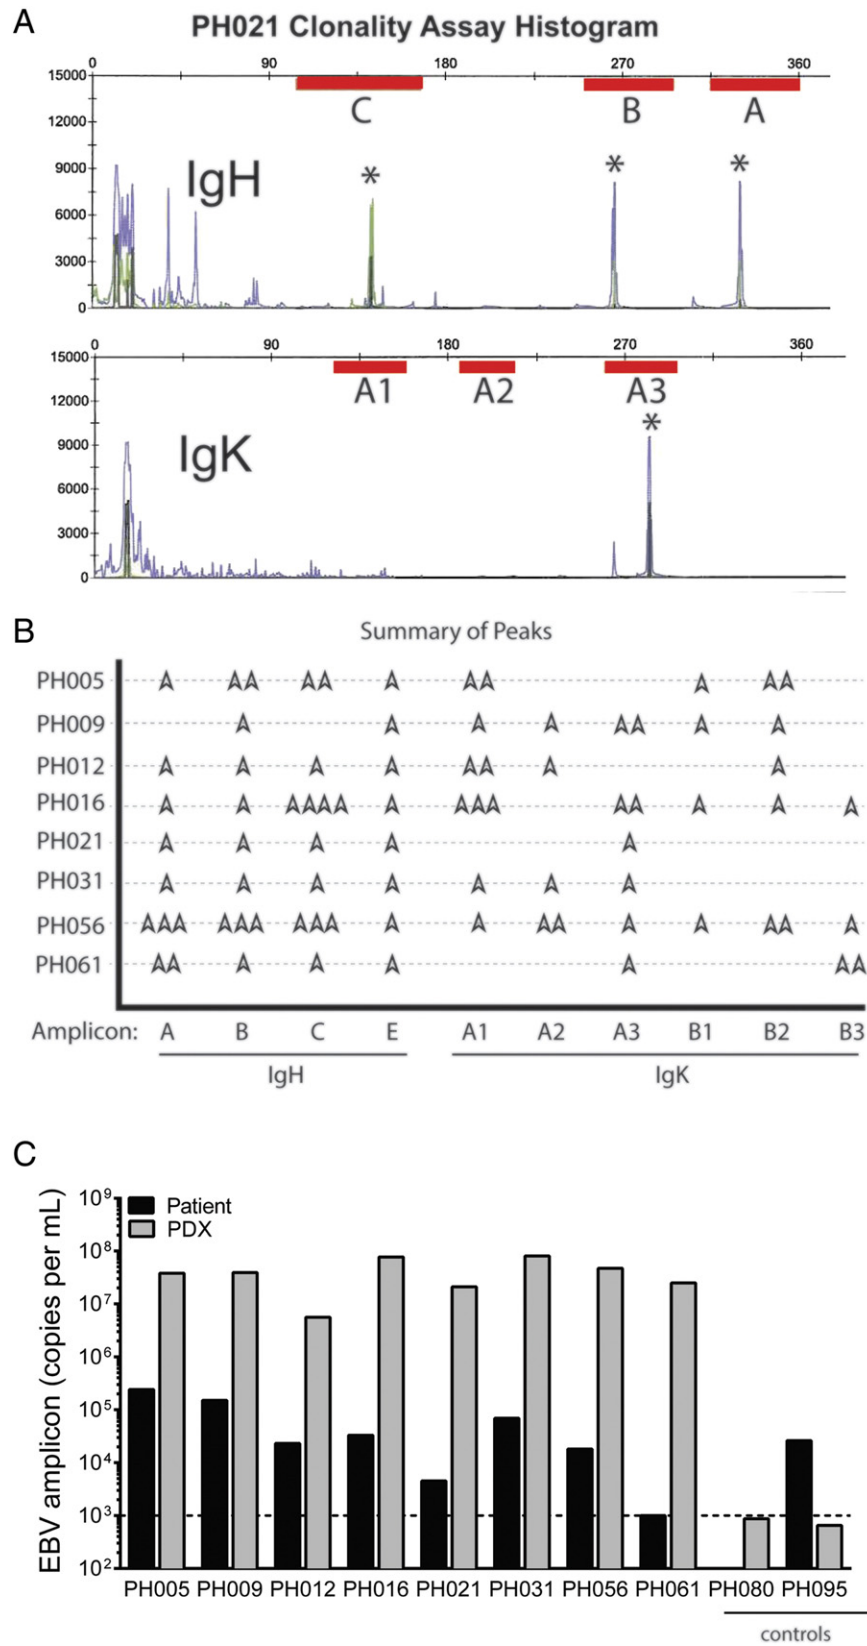 A
PH021 Clonality Assay Histogram
0 90 180 270 360
15000
C B A
12000
9000
IgH * * *
6000
3000
0
0 90 180 270 360
15000
A1 A2 A3
12000
*
9000
IgK
6000
3000
0
B
Summary of Peaks
PH005
PH009
PH012
PH016
PH021
PH031
PH056
PH061
Amplicon: A B C E A1 A2 A3 B1 B2 B3
IgH IgK
C
EBV amplicon (copies per mL)
Patient
PDX
10⁹
10⁸
10⁷
10⁶
10⁵
10⁴
10³
10²
PH005 PH009 PH012 PH016 PH021 PH031 PH056 PH061 PH080 PH095
controls